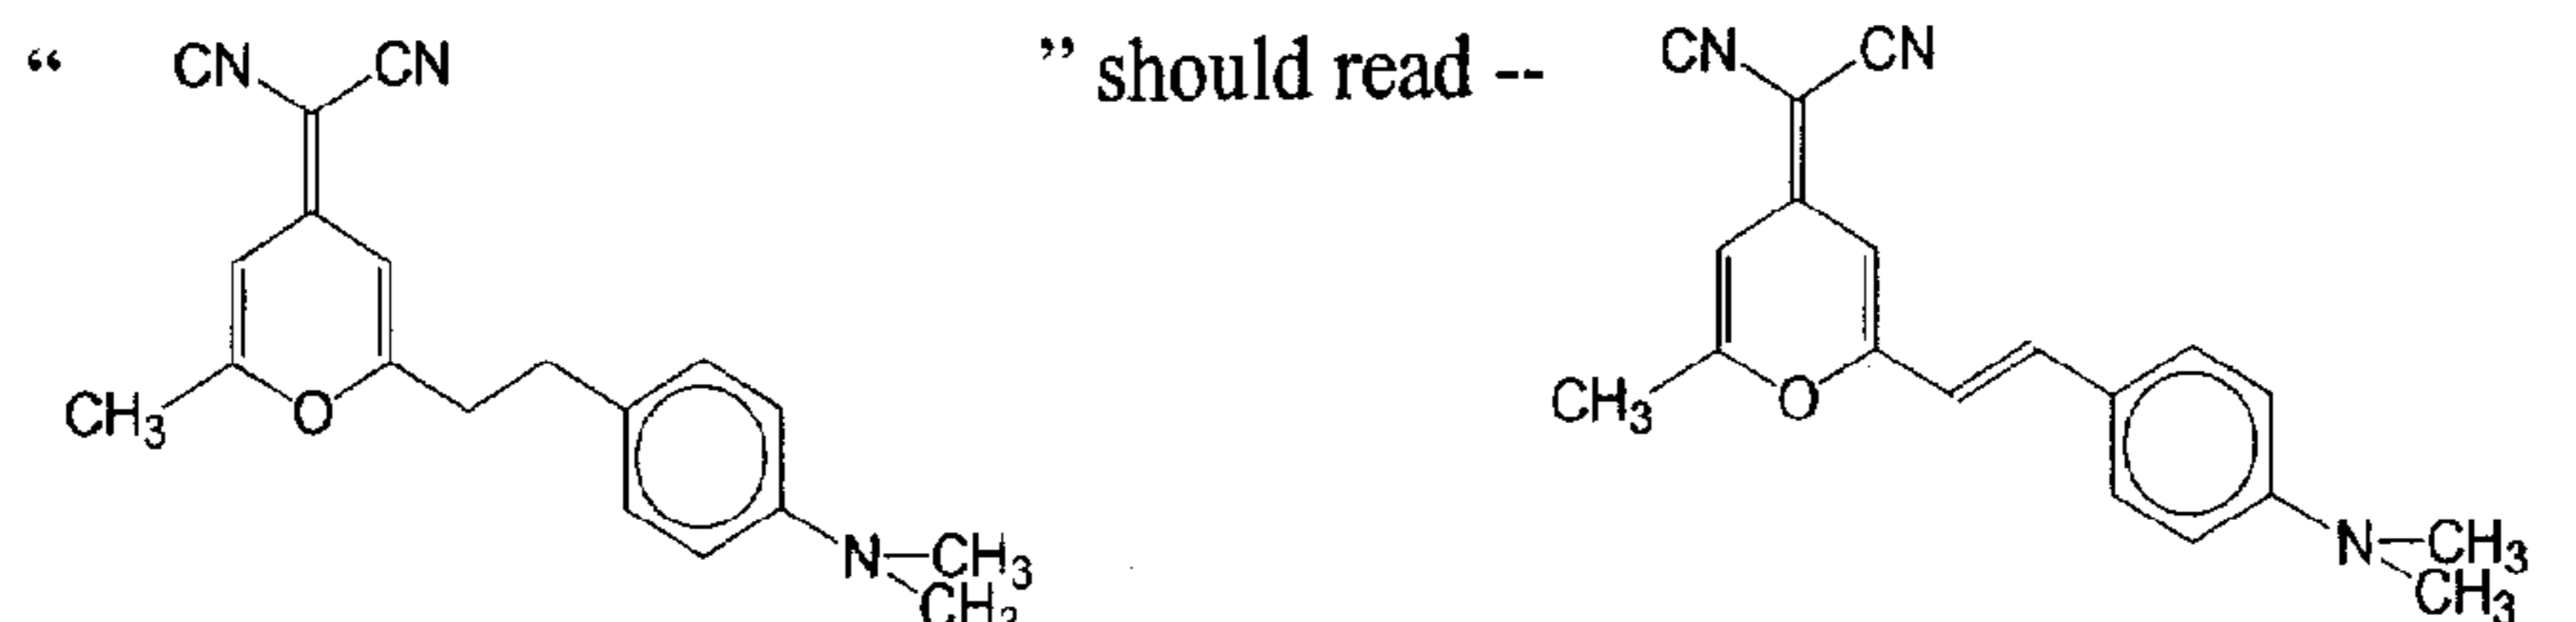 “ CN CN ” should read -- CN CN
CH3 O CH3 O
N—CH3 N—CH3
CH3 CH3